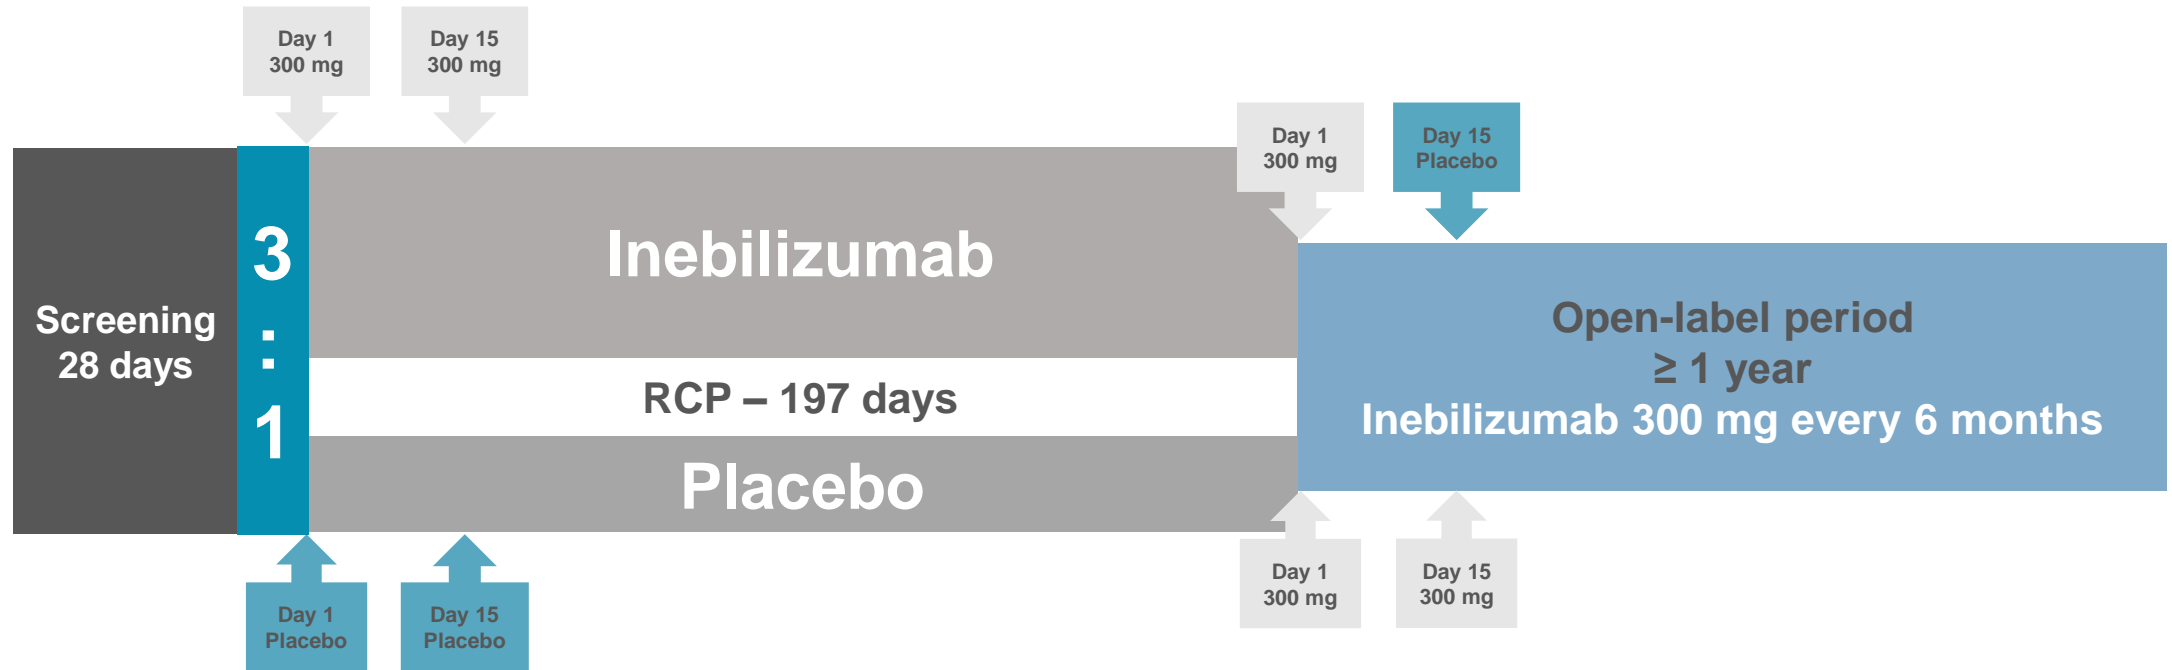 Day 1
300 mg
Day 15
300 mg
Day 1
300 mg
Day 15
Placebo
Screening
28 days
3
:
1
Inebilizumab
RCP – 197 days
Placebo
Open-label period
≥ 1 year
Inebilizumab 300 mg every 6 months
Day 1
Placebo
Day 15
Placebo
Day 1
300 mg
Day 15
300 mg